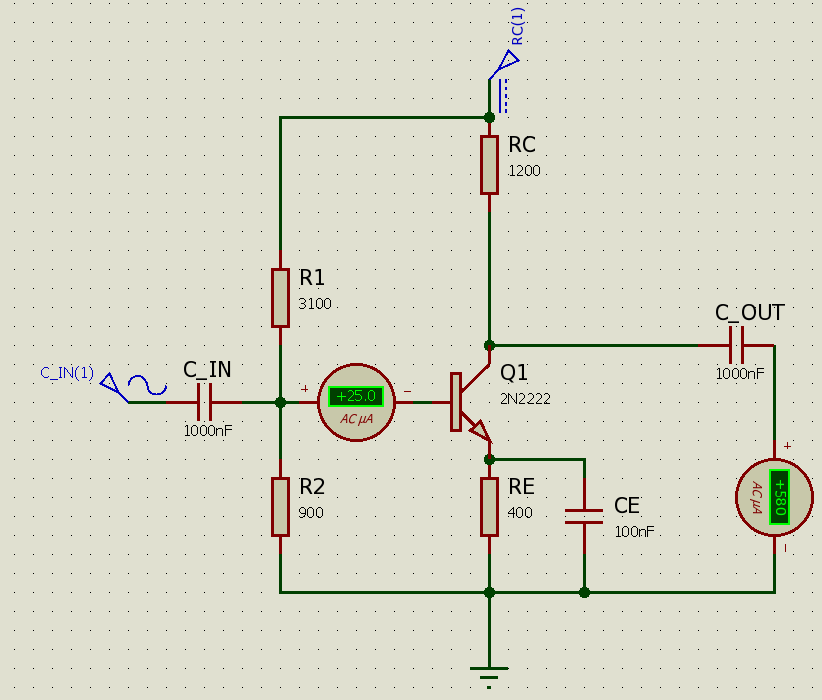 RC(1)
RC
1200
R1
3100
C_OUT
1000nF
C_IN(1)
C_IN
1000nF
+
+25.0
AC µA
−
Q1
2N2222
+
+580
AC µA
−
R2
900
RE
400
CE
100nF